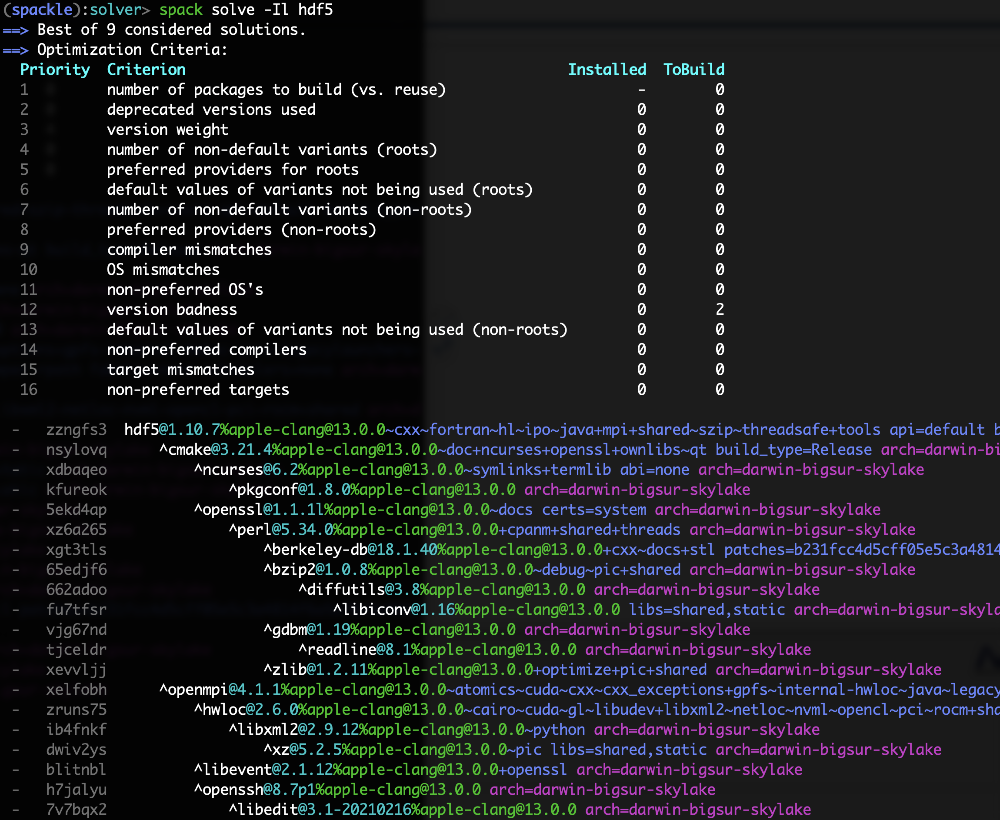 (spackle):solver> spack solve -Il hdf5
==> Best of 9 considered solutions.
==> Optimization Criteria:
Priority  Criterion  Installed  ToBuild
1  number of packages to build (vs. reuse)  -  0
2  deprecated versions used  0  0
3  version weight  0  0
4  number of non-default variants (roots)  0  0
5  preferred providers for roots  0  0
6  default values of variants not being used (roots)  0  0
7  number of non-default variants (non-roots)  0  0
8  preferred providers (non-roots)  0  0
9  compiler mismatches  0  0
10  OS mismatches  0  0
11  non-preferred OS's  0  0
12  version badness  0  2
13  default values of variants not being used (non-roots)  0  0
14  non-preferred compilers  0  0
15  target mismatches  0  0
16  non-preferred targets  0  0
-  zzngfs3  hdf5@1.10.7%apple-clang@13.0.0~cxx~fortran~hl~ipo~java+mpi+shared~szip~threadsafe+tools api=default b
-  nsylovq  ^cmake@3.21.4%apple-clang@13.0.0~doc+ncurses+openssl+ownlibs~qt build_type=Release arch=darwin-bi
-  xdbaqeo  ^ncurses@6.2%apple-clang@13.0.0~symlinks+termlib abi=none arch=darwin-bigsur-skylake
-  kfureok  ^pkgconf@1.8.0%apple-clang@13.0.0 arch=darwin-bigsur-skylake
-  5ekd4ap  ^openssl@1.1.1l%apple-clang@13.0.0~docs certs=system arch=darwin-bigsur-skylake
-  xz6a265  ^perl@5.34.0%apple-clang@13.0.0+cpanm+shared+threads arch=darwin-bigsur-skylake
-  xgt3tls  ^berkeley-db@18.1.40%apple-clang@13.0.0+cxx~docs+stl patches=b231fcc4d5cff05e5c3a4814
-  65edjf6  ^bzip2@1.0.8%apple-clang@13.0.0~debug~pic+shared arch=darwin-bigsur-skylake
-  662adoo  ^diffutils@3.8%apple-clang@13.0.0 arch=darwin-bigsur-skylake
-  fu7tfsr  ^libiconv@1.16%apple-clang@13.0.0 libs=shared,static arch=darwin-bigsur-skyla
-  vjg67nd  ^gdbm@1.19%apple-clang@13.0.0 arch=darwin-bigsur-skylake
-  tjceldr  ^readline@8.1%apple-clang@13.0.0 arch=darwin-bigsur-skylake
-  xevvljj  ^zlib@1.2.11%apple-clang@13.0.0+optimize+pic+shared arch=darwin-bigsur-skylake
-  xelfobh  ^openmpi@4.1.1%apple-clang@13.0.0~atomics~cuda~cxx~cxx_exceptions+gpfs~internal-hwloc~java~legacy
-  zruns75  ^hwloc@2.6.0%apple-clang@13.0.0~cairo~cuda~gl~libudev+libxml2~netloc~nvml~opencl~pci~rocm+sha
-  ib4fnkf  ^libxml2@2.9.12%apple-clang@13.0.0~python arch=darwin-bigsur-skylake
-  dwiv2ys  ^xz@5.2.5%apple-clang@13.0.0~pic libs=shared,static arch=darwin-bigsur-skylake
-  blitnbl  ^libevent@2.1.12%apple-clang@13.0.0+openssl arch=darwin-bigsur-skylake
-  h7jalyu  ^openssh@8.7p1%apple-clang@13.0.0 arch=darwin-bigsur-skylake
-  7v7bqx2  ^libedit@3.1-20210216%apple-clang@13.0.0 arch=darwin-bigsur-skylake